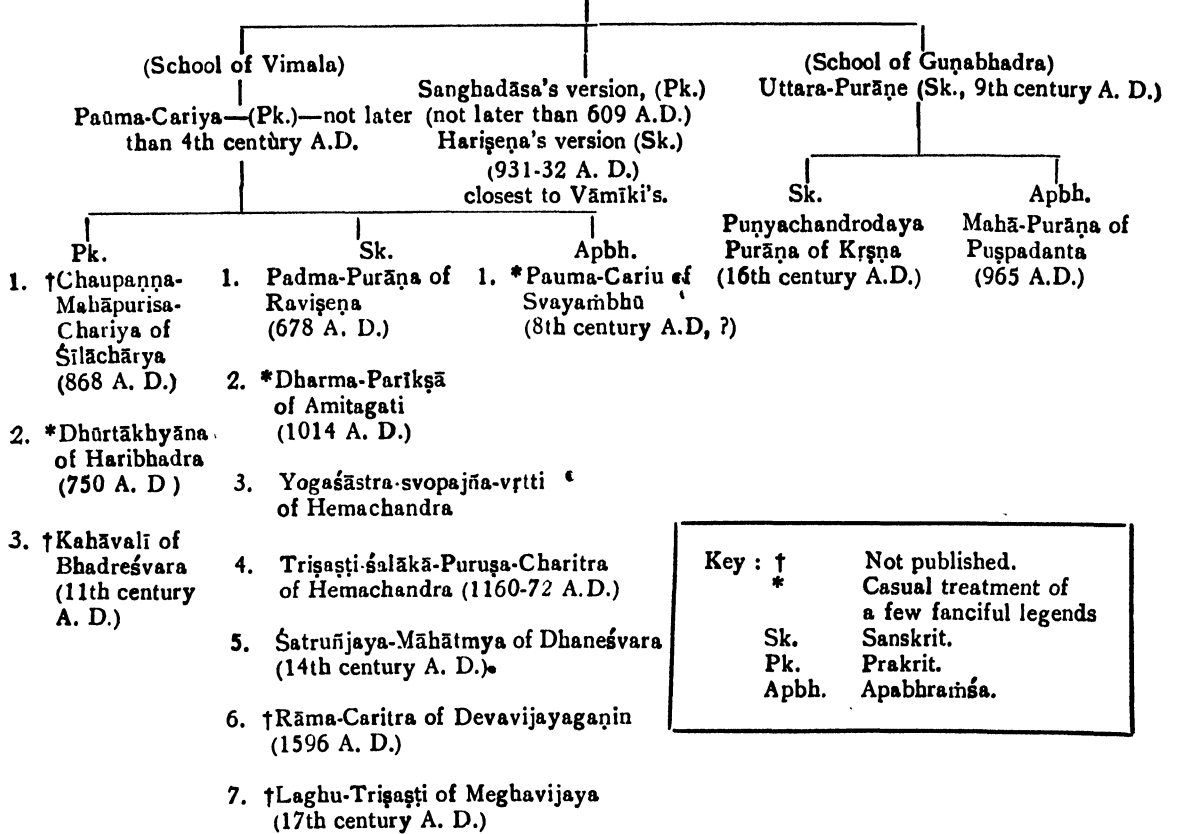 (School of Vimala)
Paūma-Cariya—(Pk.)—not later
than 4th centùry A.D.
Sanghadāsa's version, (Pk.)
(not later than 609 A.D.)
Hariṣeṇa's version (Sk.)
(931-32 A. D.)
closest to Vāmīki's.
(School of Guṇabhadra)
Uttara-Purāṇe (Sk., 9th century A. D.)
Sk.
Puṇyachandrodaya
Purāṇa of Kṛṣṇa
(16th century A.D.)
Apbh.
Mahā-Purāṇa of
Puṣpadanta
(965 A.D.)
Pk.
1. †Chaupaṇṇa-
Mahāpurisa-
Chariya of
Śīlāchārya
(868 A. D.)
2. *Dhūrtākhyāna
of Haribhadra
(750 A. D )
3. †Kahāvalī of
Bhadreśvara
(11th century
A. D.)
Sk.
1. Padma-Purāṇa of
Raviṣeṇa
(678 A. D.)
2. *Dharma-Parīkṣā
of Amitagati
(1014 A. D.)
3. Yogaśāstra-svopajña-vṛtti
of Hemachandra
4. Triṣaṣṭi-śalākā-Puruṣa-Charitra
of Hemachandra (1160-72 A.D.)
5. Śatruñjaya-Māhātmya of Dhaneśvara
(14th century A. D.).
6. †Rāma-Caritra of Devavijayagaṇin
(1596 A. D.)
7. †Laghu-Triṣaṣṭi of Meghavijaya
(17th century A. D.)
Apbh.
1. *Pauma-Cariu of
Svayaṁbhū
(8th century A.D, ?)
Key : † Not published.
* Casual treatment of
a few fanciful legends
Sk. Sanskrit.
Pk. Prakrit.
Apbh. Apabhraṁśa.